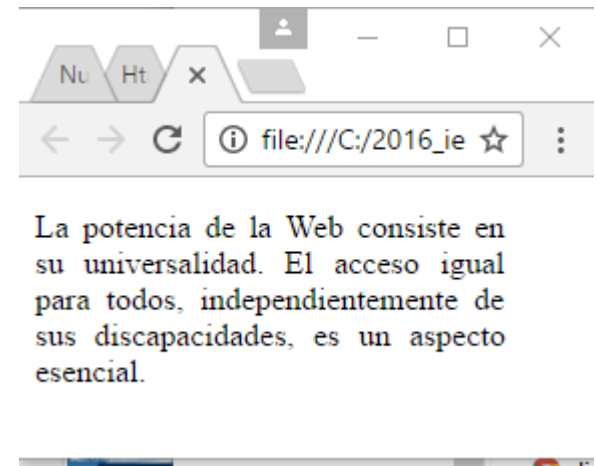 Nu
Ht
file:///C:/2016_ie
La potencia de la Web consiste en
su universalidad. El acceso igual
para todos, independientemente de
sus discapacidades, es un aspecto
esencial.